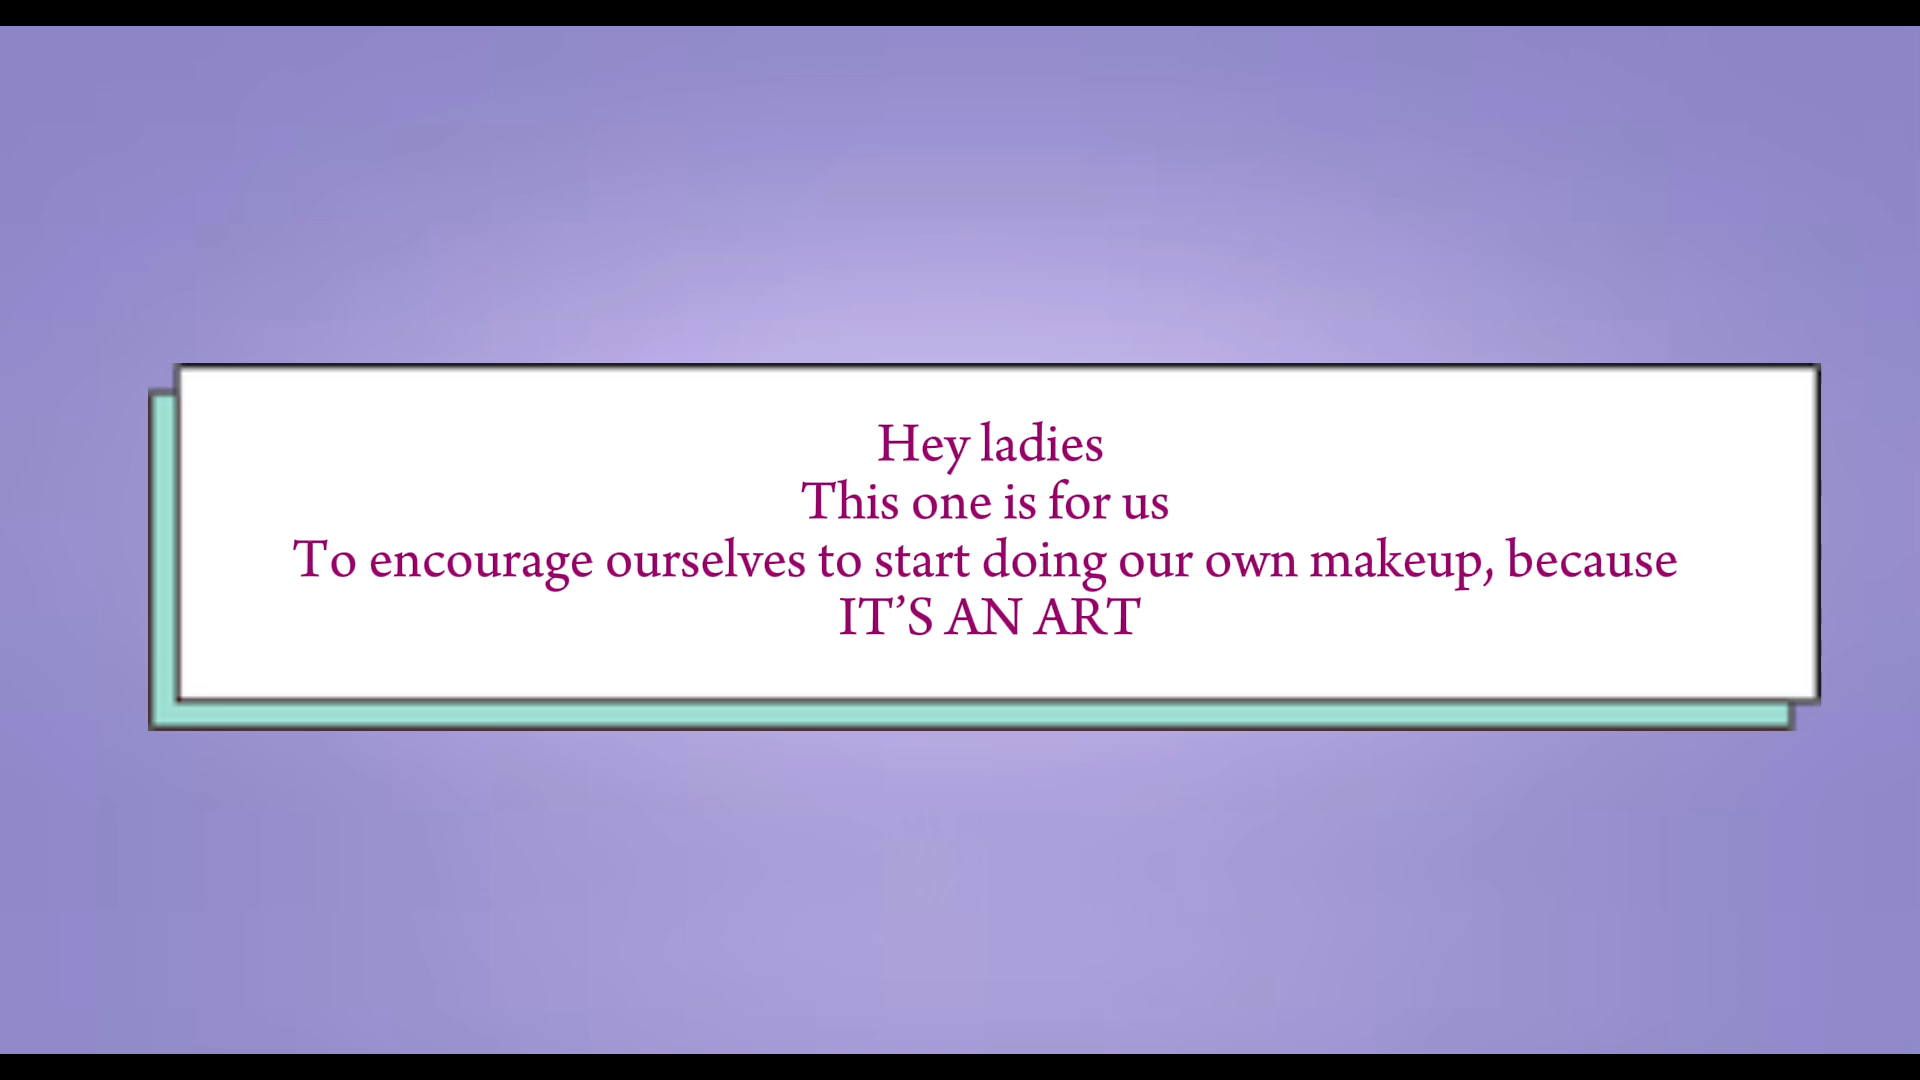 Hey ladies
This one is for us
To encourage ourselves to start doing our own makeup, because
IT’S AN ART